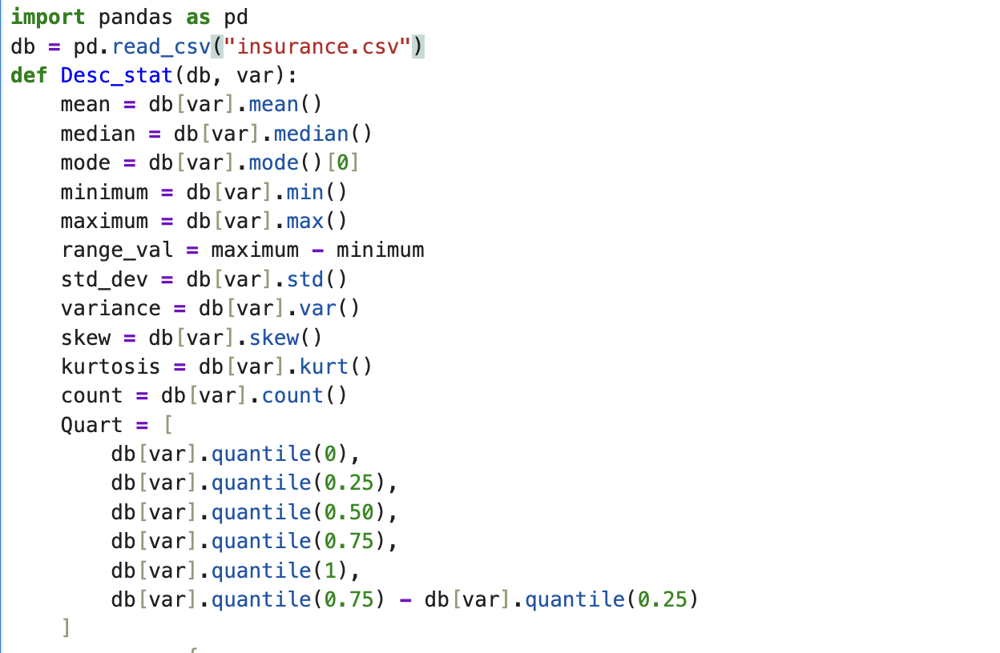 import pandas as pd
db = pd.read_csv("insurance.csv")
def Desc_stat(db, var):
    mean = db[var].mean()
    median = db[var].median()
    mode = db[var].mode()[0]
    minimum = db[var].min()
    maximum = db[var].max()
    range_val = maximum - minimum
    std_dev = db[var].std()
    variance = db[var].var()
    skew = db[var].skew()
    kurtosis = db[var].kurt()
    count = db[var].count()
    Quart = [
        db[var].quantile(0),
        db[var].quantile(0.25),
        db[var].quantile(0.50),
        db[var].quantile(0.75),
        db[var].quantile(1),
        db[var].quantile(0.75) - db[var].quantile(0.25)
    ]